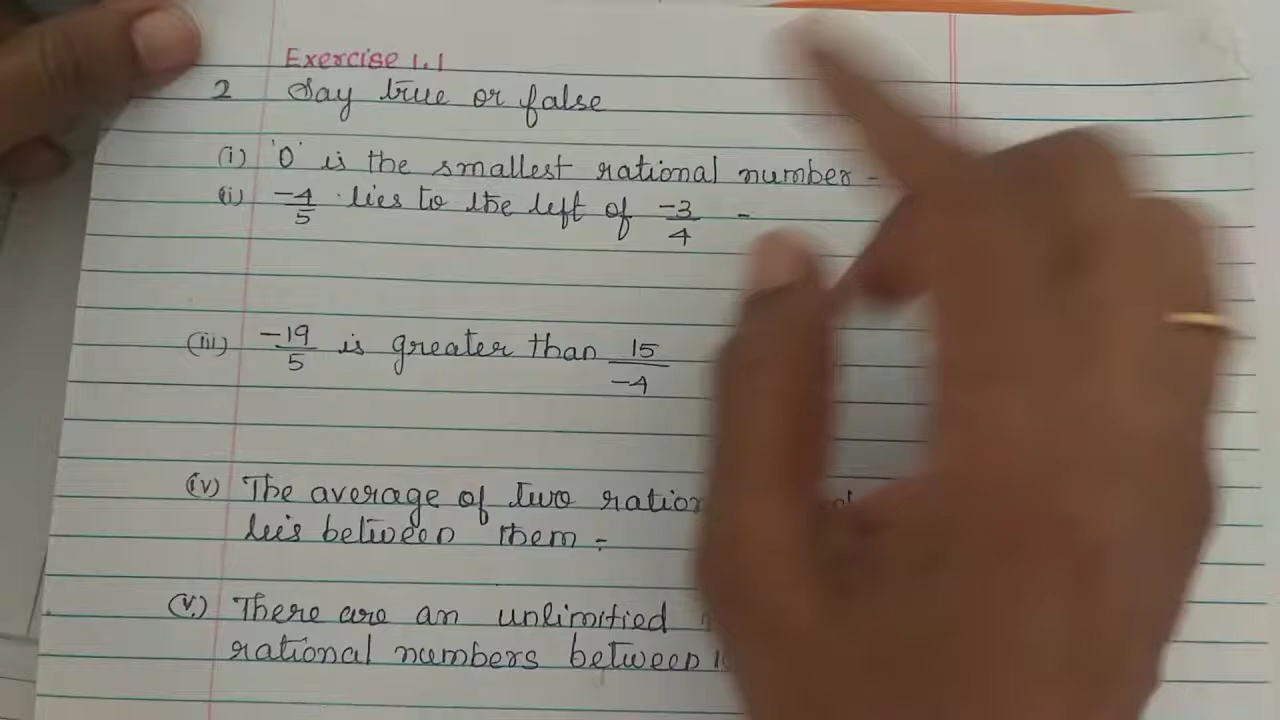 Exercise 1.1
2 Say true or false
(i) '0' is the smallest rational number -
(ii) -4/5 lies to the left of -3/4 -
(iii) -19/5 is greater than 15/-4
(iv) The average of two
lies between them -
(v) There are an unlimited
rational numbers between